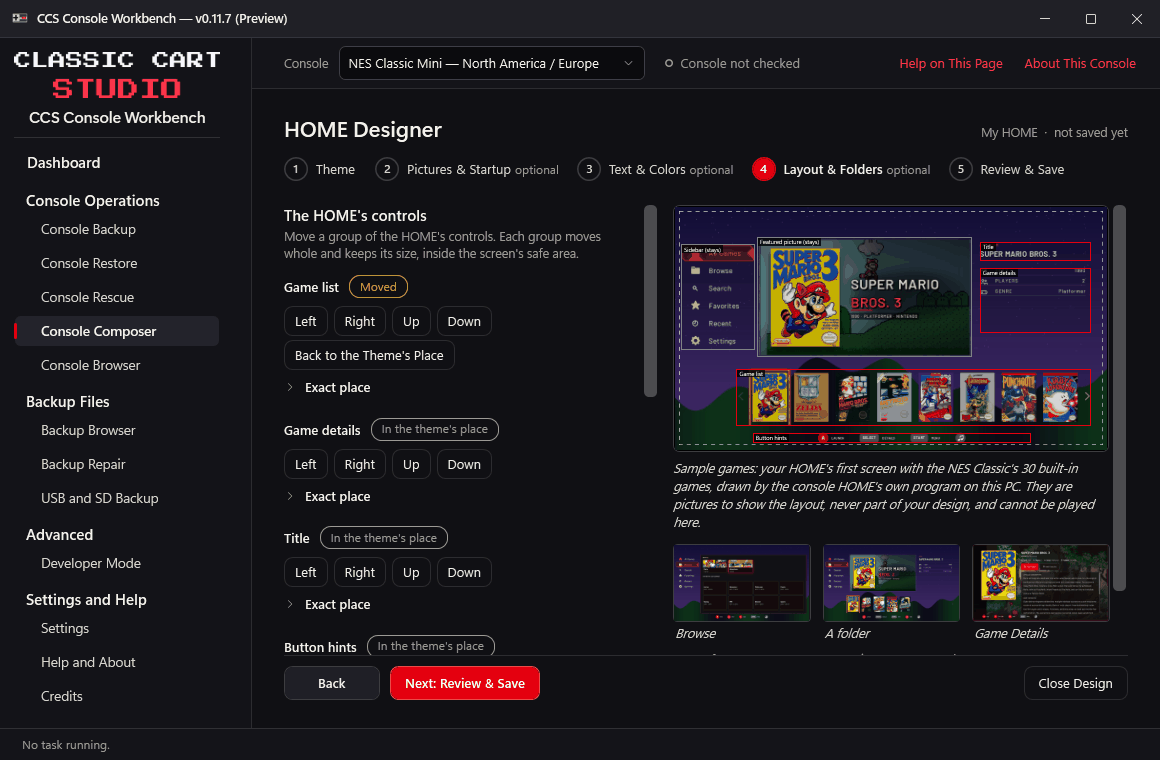 CCS Console Workbench — v0.11.7 (Preview)
CLASSIC CART
STUDIO
CCS Console Workbench
Dashboard
Console Operations
Console Backup
Console Restore
Console Rescue
Console Composer
Console Browser
Backup Files
Backup Browser
Backup Repair
USB and SD Backup
Advanced
Developer Mode
Settings and Help
Settings
Help and About
Credits
Console
NES Classic Mini — North America / Europe
Console not checked
Help on This Page
About This Console
HOME Designer
My HOME · not saved yet
1 Theme
2 Pictures & Startup optional
3 Text & Colors optional
4 Layout & Folders optional
5 Review & Save
The HOME's controls
Move a group of the HOME's controls. Each group moves
whole and keeps its size, inside the screen's safe area.
Game list
Moved
Left
Right
Up
Down
Back to the Theme's Place
Exact place
Game details
In the theme's place
Left
Right
Up
Down
Exact place
Title
In the theme's place
Left
Right
Up
Down
Exact place
Button hints
In the theme's place
Sidebar (stays)
Browse
Search
Favorites
Recent
Settings
Featured picture (stays)
SUPER MARIO
BROS. 3
Title
SUPER MARIO BROS. 3
Game details
PLAYERS 2
GENRE Platformer
Game list
Button hints
Sample games: your HOME's first screen with the NES Classic's 30 built-in
games, drawn by the console HOME's own program on this PC. They are
pictures to show the layout, never part of your design, and cannot be played
here.
Browse
A folder
Game Details
Back
Next: Review & Save
Close Design
No task running.